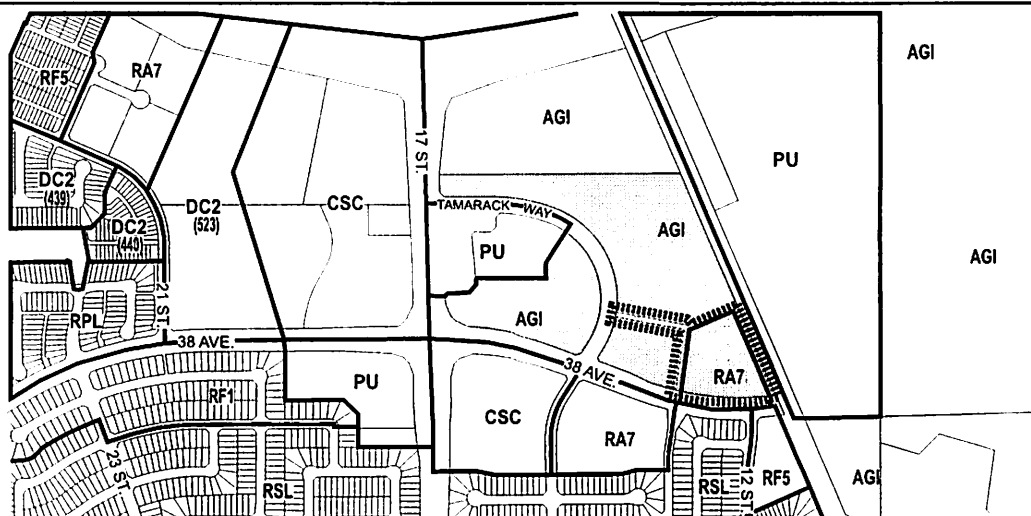 AGI
RF5
RA7
AGI
17 ST.
PU
DC2
(439)
DC2
(523)
CSC
TAMARACK WAY
DC2
(440)
PU
AGI
AGI
21 ST.
RPL
AGI
38 AVE.
38 AVE.
PU
RA7
RF1
CSC
RA7
23 ST.
RSL
RSL
12 ST.
RF5
AGI